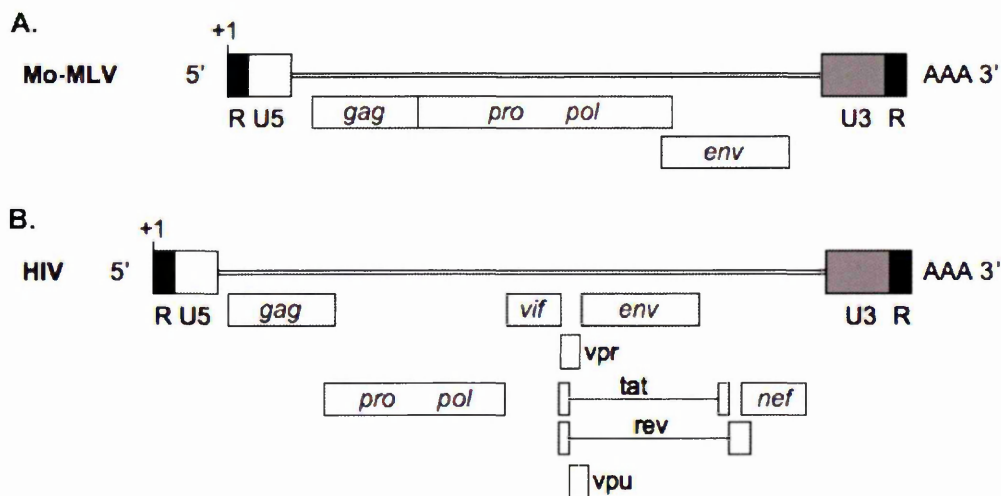 A.
+1
Mo-MLV 5' AAA 3'
R U5 U3 R
gag pro pol
env
B.
+1
HIV 5' AAA 3'
R U5 gag vif env U3 R
vpr
pro pol tat nef
rev
vpu